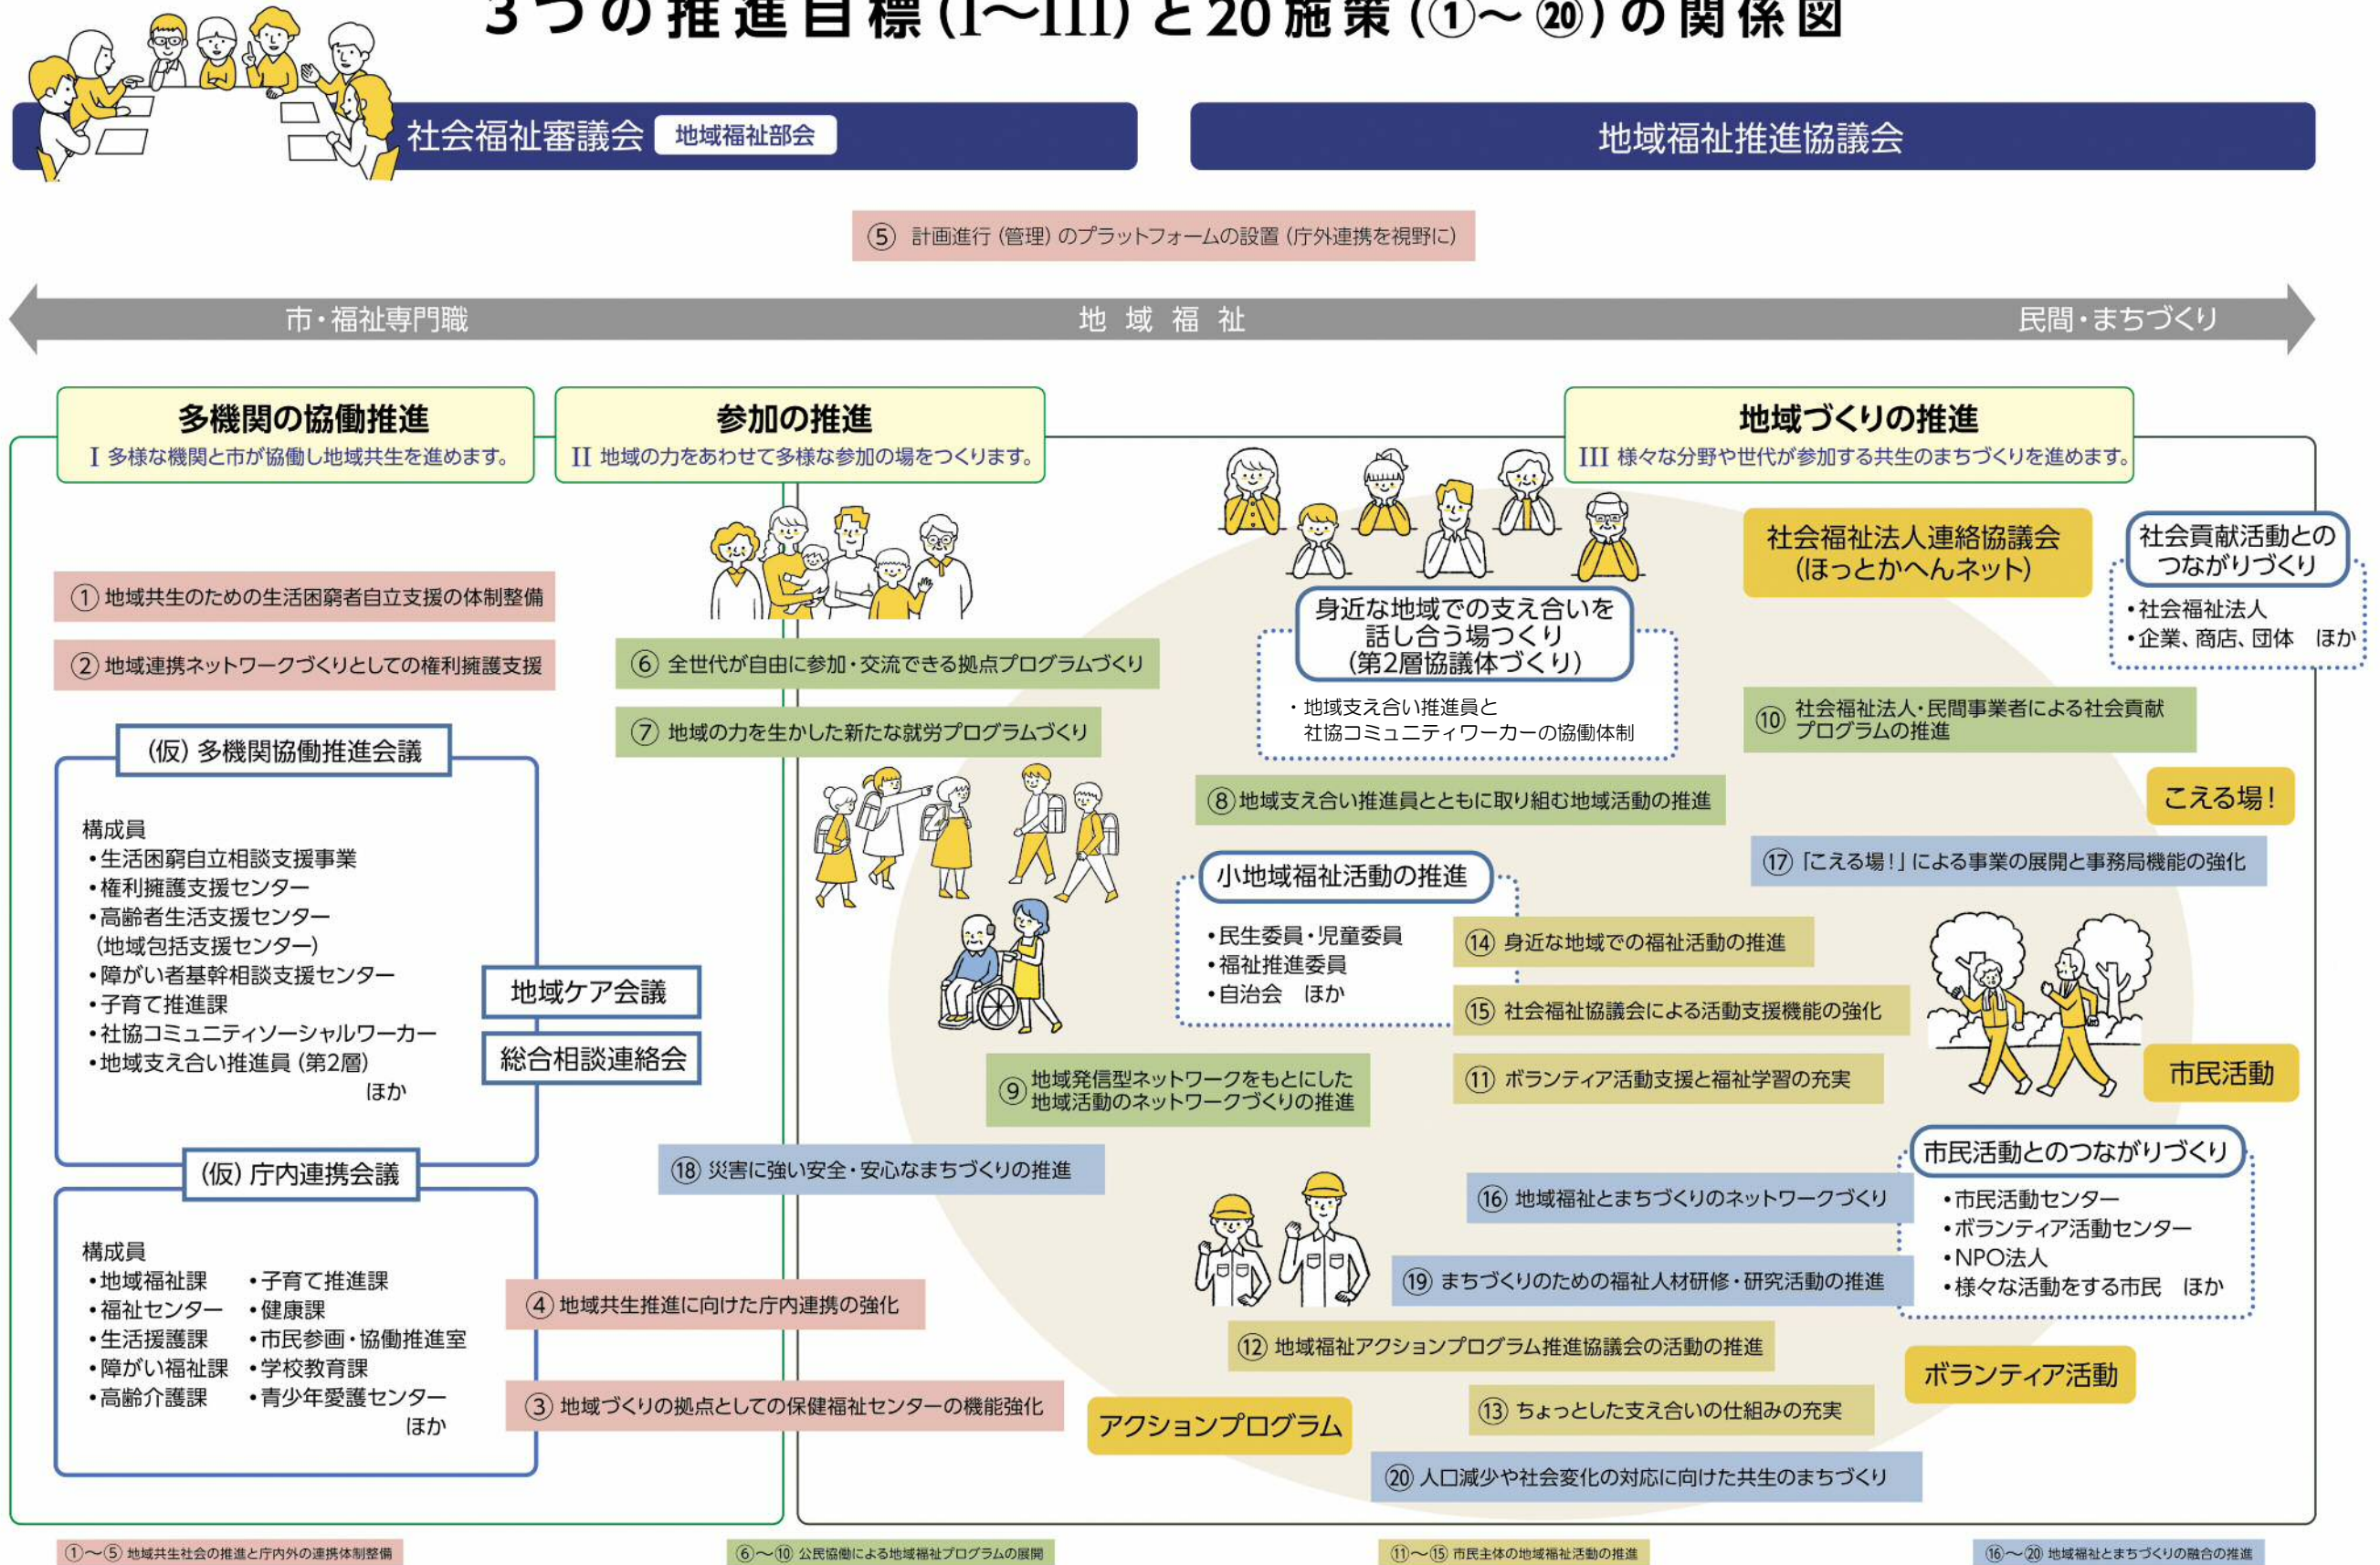 3つの推進目標(I〜III)と20施策(①〜⑳)の関係図
社会福祉審議会 地域福祉部会
地域福祉推進協議会
⑤ 計画進行(管理)のプラットフォームの設置(庁外連携を視野に)
市・福祉専門職
地域福祉
民間・まちづくり
多機関の協働推進
I 多様な機関と市が協働し地域共生を進めます。
参加の推進
II 地域の力をあわせて多様な参加の場をつくります。
地域づくりの推進
III 様々な分野や世代が参加する共生のまちづくりを進めます。
① 地域共生のための生活困窮者自立支援の体制整備
② 地域連携ネットワークづくりとしての権利擁護支援
(仮)多機関協働推進会議
構成員
・生活困窮自立相談支援事業
・権利擁護支援センター
・高齢者生活支援センター
(地域包括支援センター)
・障がい者基幹相談支援センター
・子育て推進課
・社協コミュニティソーシャルワーカー
・地域支え合い推進員(第2層)
ほか
地域ケア会議
総合相談連絡会
(仮)庁内連携会議
構成員
・地域福祉課 ・子育て推進課
・福祉センター ・健康課
・生活援護課 ・市民参画・協働推進室
・障がい福祉課 ・学校教育課
・高齢介護課 ・青少年愛護センター
ほか
⑥ 全世代が自由に参加・交流できる拠点プログラムづくり
⑦ 地域の力を生かした新たな就労プログラムづくり
身近な地域での支え合いを
話し合う場つくり
(第2層協議体づくり)
・地域支え合い推進員と
社協コミュニティワーカーの協働体制
社会福祉法人連絡協議会
(ほっとかへんネット)
社会貢献活動との
つながりづくり
・社会福祉法人
・企業、商店、団体 ほか
⑩ 社会福祉法人・民間事業者による社会貢献
プログラムの推進
⑧ 地域支え合い推進員とともに取り組む地域活動の推進
こえる場!
⑰ 「こえる場!」による事業の展開と事務局機能の強化
小地域福祉活動の推進
・民生委員・児童委員
・福祉推進委員
・自治会 ほか
⑭ 身近な地域での福祉活動の推進
⑮ 社会福祉協議会による活動支援機能の強化
⑨ 地域発信型ネットワークをもとにした
地域活動のネットワークづくりの推進
⑪ ボランティア活動支援と福祉学習の充実
市民活動
⑱ 災害に強い安全・安心なまちづくりの推進
市民活動とのつながりづくり
・市民活動センター
・ボランティア活動センター
・NPO法人
・様々な活動をする市民 ほか
⑯ 地域福祉とまちづくりのネットワークづくり
⑲ まちづくりのための福祉人材研修・研究活動の推進
④ 地域共生推進に向けた庁内連携の強化
⑫ 地域福祉アクションプログラム推進協議会の活動の推進
ボランティア活動
③ 地域づくりの拠点としての保健福祉センターの機能強化
アクションプログラム
⑬ ちょっとした支え合いの仕組みの充実
⑳ 人口減少や社会変化の対応に向けた共生のまちづくり
①〜⑤ 地域共生社会の推進と庁内外の連携体制整備
⑥〜⑩ 公民協働による地域福祉プログラムの展開
⑪〜⑮ 市民主体の地域福祉活動の推進
⑯〜⑳ 地域福祉とまちづくりの融合の推進